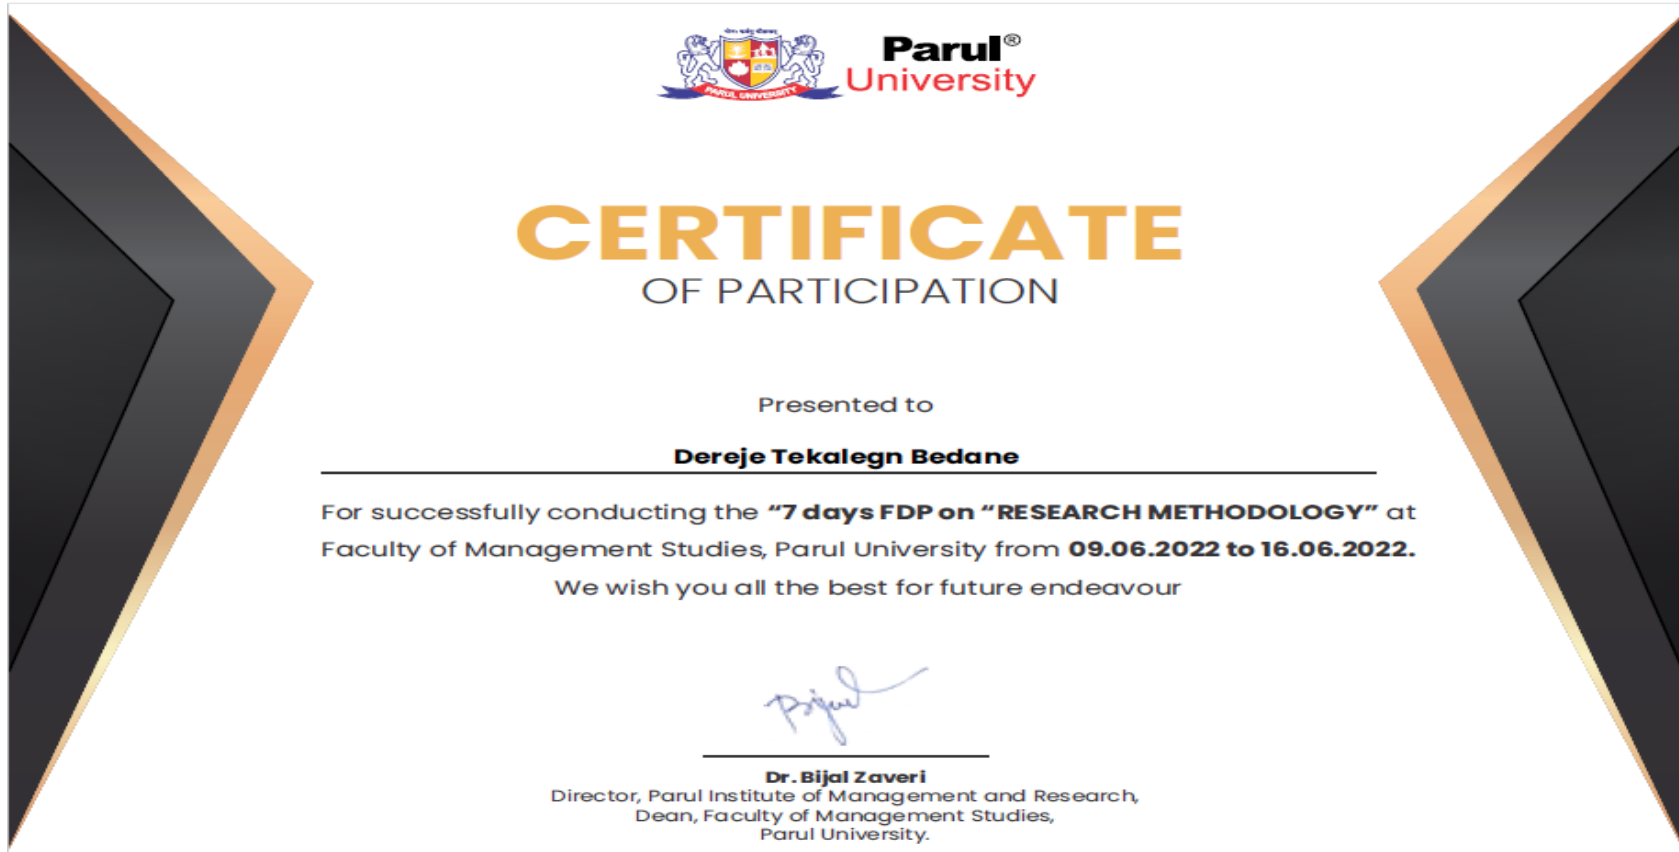 PARUL UNIVERSITY
Parul®
University
CERTIFICATE
OF PARTICIPATION
Presented to
Dereje Tekalegn Bedane
For successfully conducting the “7 days FDP on “RESEARCH METHODOLOGY” at
Faculty of Management Studies, Parul University from 09.06.2022 to 16.06.2022.
We wish you all the best for future endeavour
Bijal
Dr. Bijal Zaveri
Director, Parul Institute of Management and Research,
Dean, Faculty of Management Studies,
Parul University.